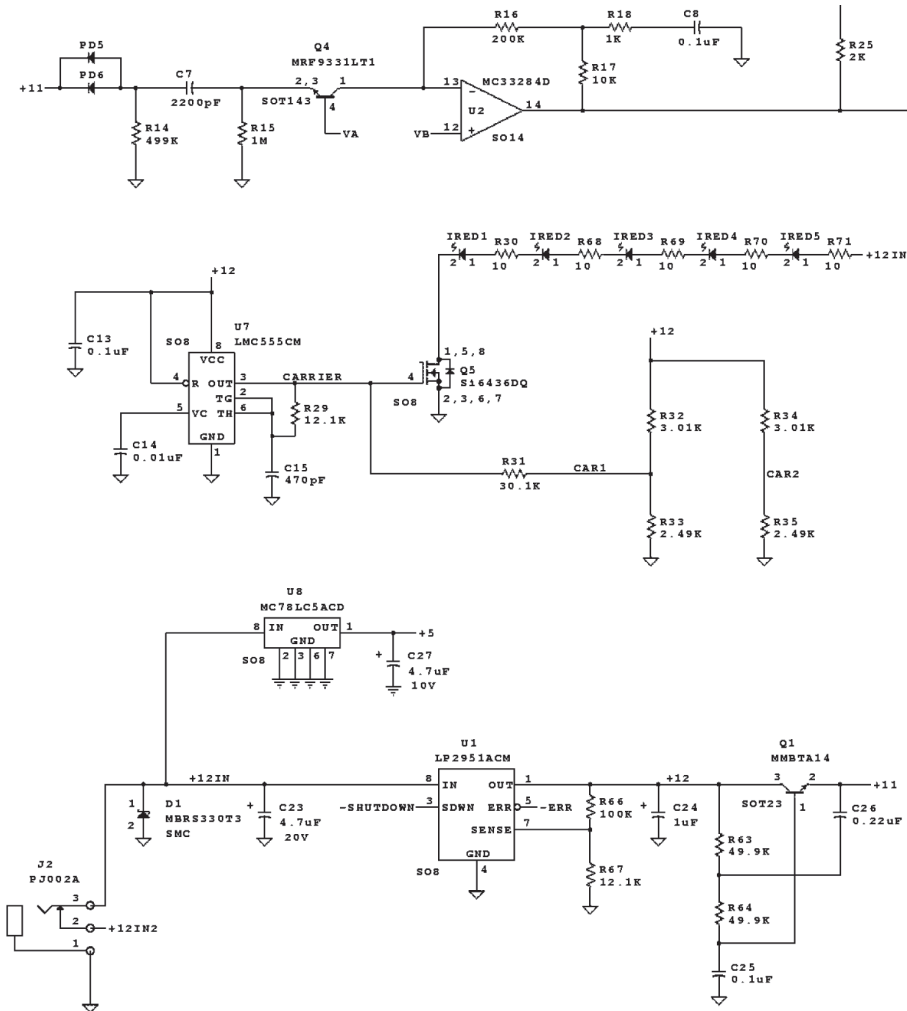 R16
200K
R18
1K
C8
0.1uF
R25
2K
PD5
PD6
+11
C7
2200pF
Q4
MRF9331LT1
2,3
1
SOT143
4
R17
10K
13
MC33284D
U2
14
VB
12
SO14
R14
499K
R15
1M
VA
IRED1
R30
IRED2
R68
IRED3
R69
IRED4
R70
IRED5
R71
+12IN
2 1
10
2 1
10
2 1
10
2 1
10
2 1
10
+12
C13
0.1uF
SO8
U7
LMC555CM
8
VCC
4
R OUT
3
CARRIER
TG
2
5
VC TH
6
GND
1
R29
12.1K
C14
0.01uF
C15
470pF
1,5,8
4
Q5
Si6436DQ
SO8
2,3,6,7
+12
R32
3.01K
R34
3.01K
R31
30.1K
CAR1
CAR2
R33
2.49K
R35
2.49K
U8
MC78LC5ACD
8
IN OUT
1
+5
GND
SO8
2 3 6 7
+
C27
4.7uF
10V
U1
LP2951ACM
Q1
MMBTA14
+12IN
8
IN OUT
1
+12
3
2
+11
1
D1
2
MBRS330T3
SMC
+
C23
4.7uF
20V
-SHUTDOWN
3
SDWN ERR
5
-ERR
SENSE
7
GND
4
SO8
R66
100K
+
C24
1uF
SOT23
1
C26
0.22uF
R67
12.1K
R63
49.9K
R64
49.9K
C25
0.1uF
J2
PJ002A
3
2
+12IN2
1